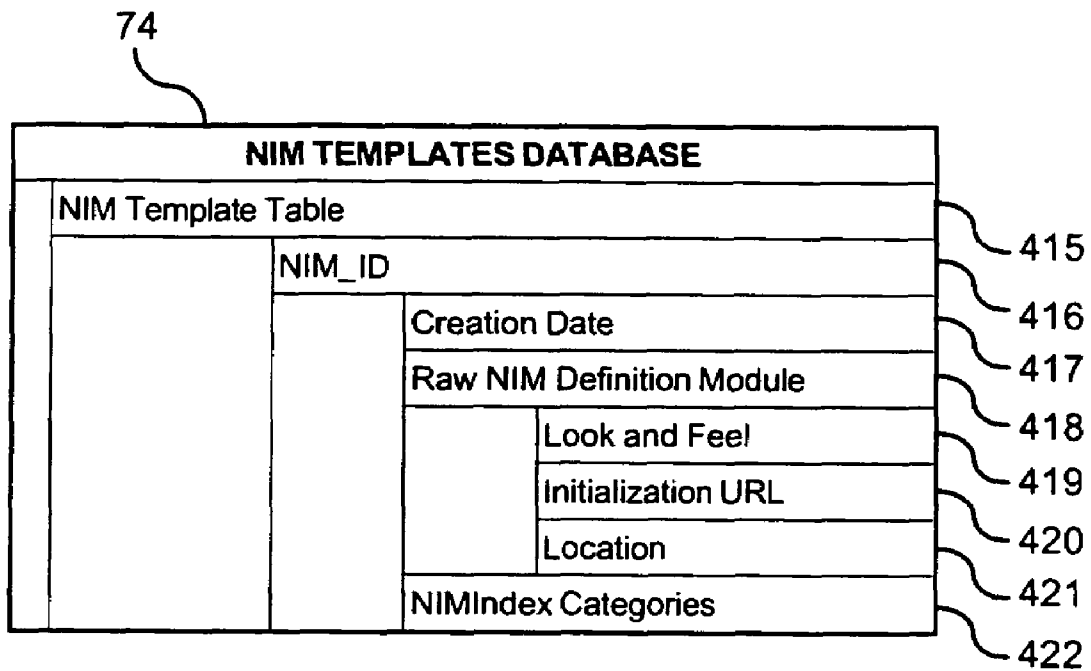 74
NIM TEMPLATES DATABASE
NIM Template Table
415
NIM_ID
416
Creation Date
417
Raw NIM Definition Module
418
Look and Feel
419
Initialization URL
420
Location
421
NIMIndex Categories
422